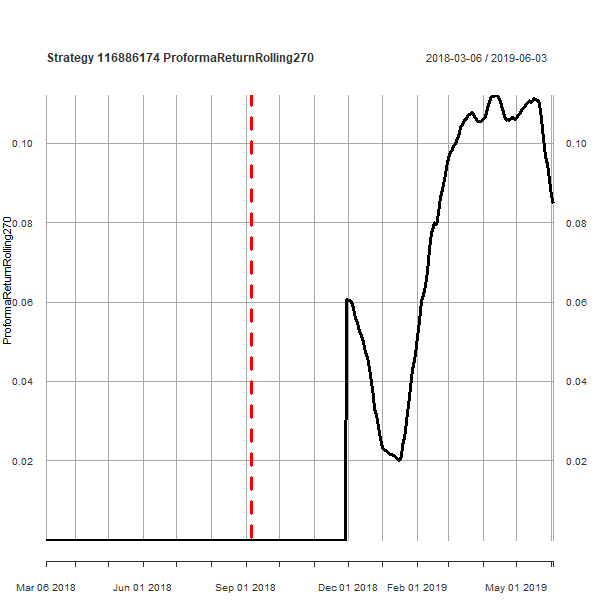 Strategy 116886174 ProformaReturnRolling270
2018-03-06 / 2019-06-03
ProformaReturnRolling270
0.10
0.08
0.06
0.04
0.02
0.10
0.08
0.06
0.04
0.02
Mar 06 2018
Jun 01 2018
Sep 01 2018
Dec 01 2018
Feb 01 2019
May 01 2019